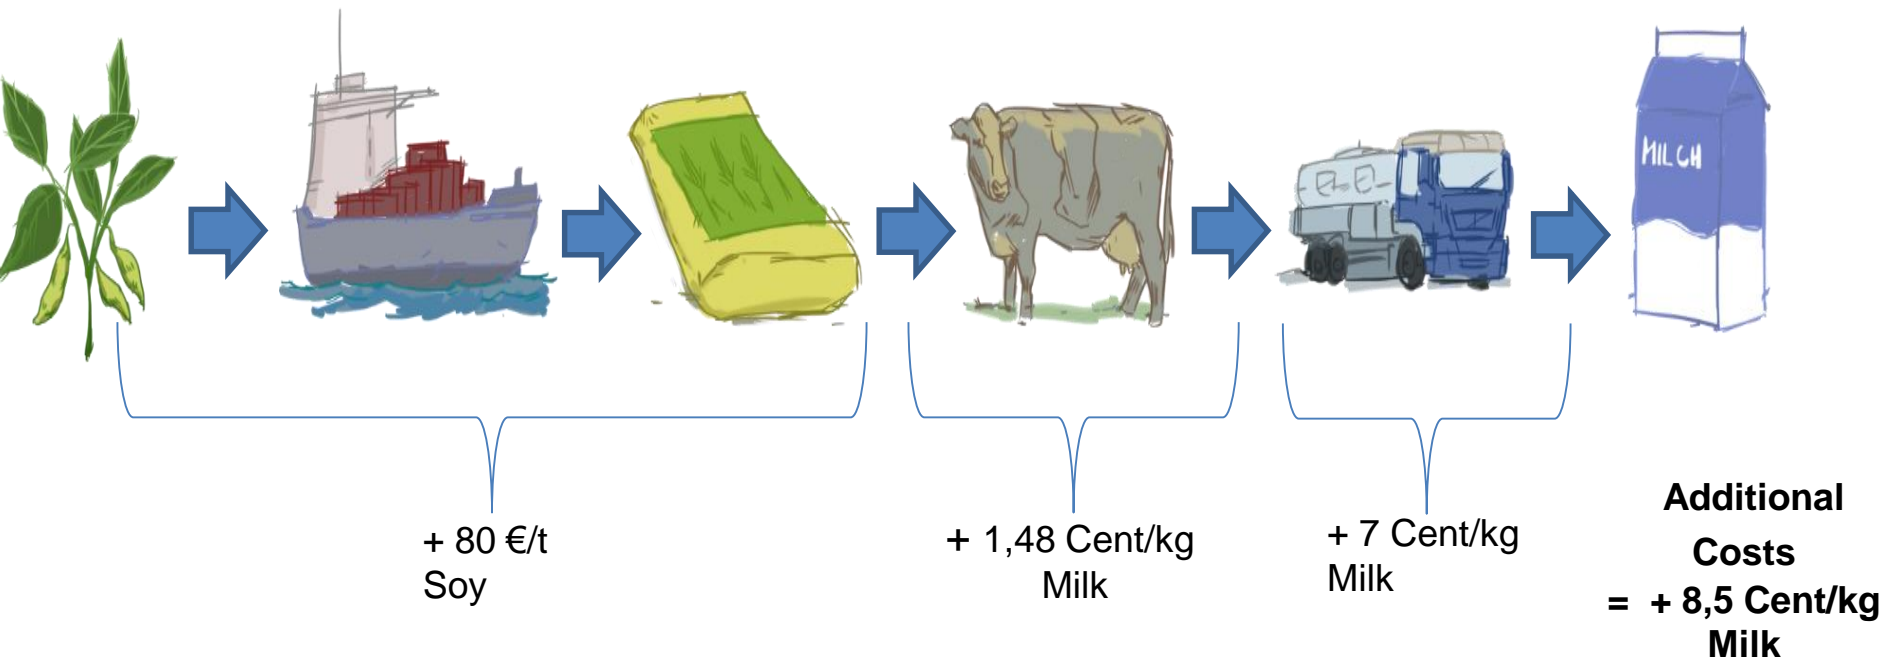 MILCH
+ 80 €/t
Soy
+ 1,48 Cent/kg
Milk
+ 7 Cent/kg
Milk
Additional
Costs
= + 8,5 Cent/kg
Milk